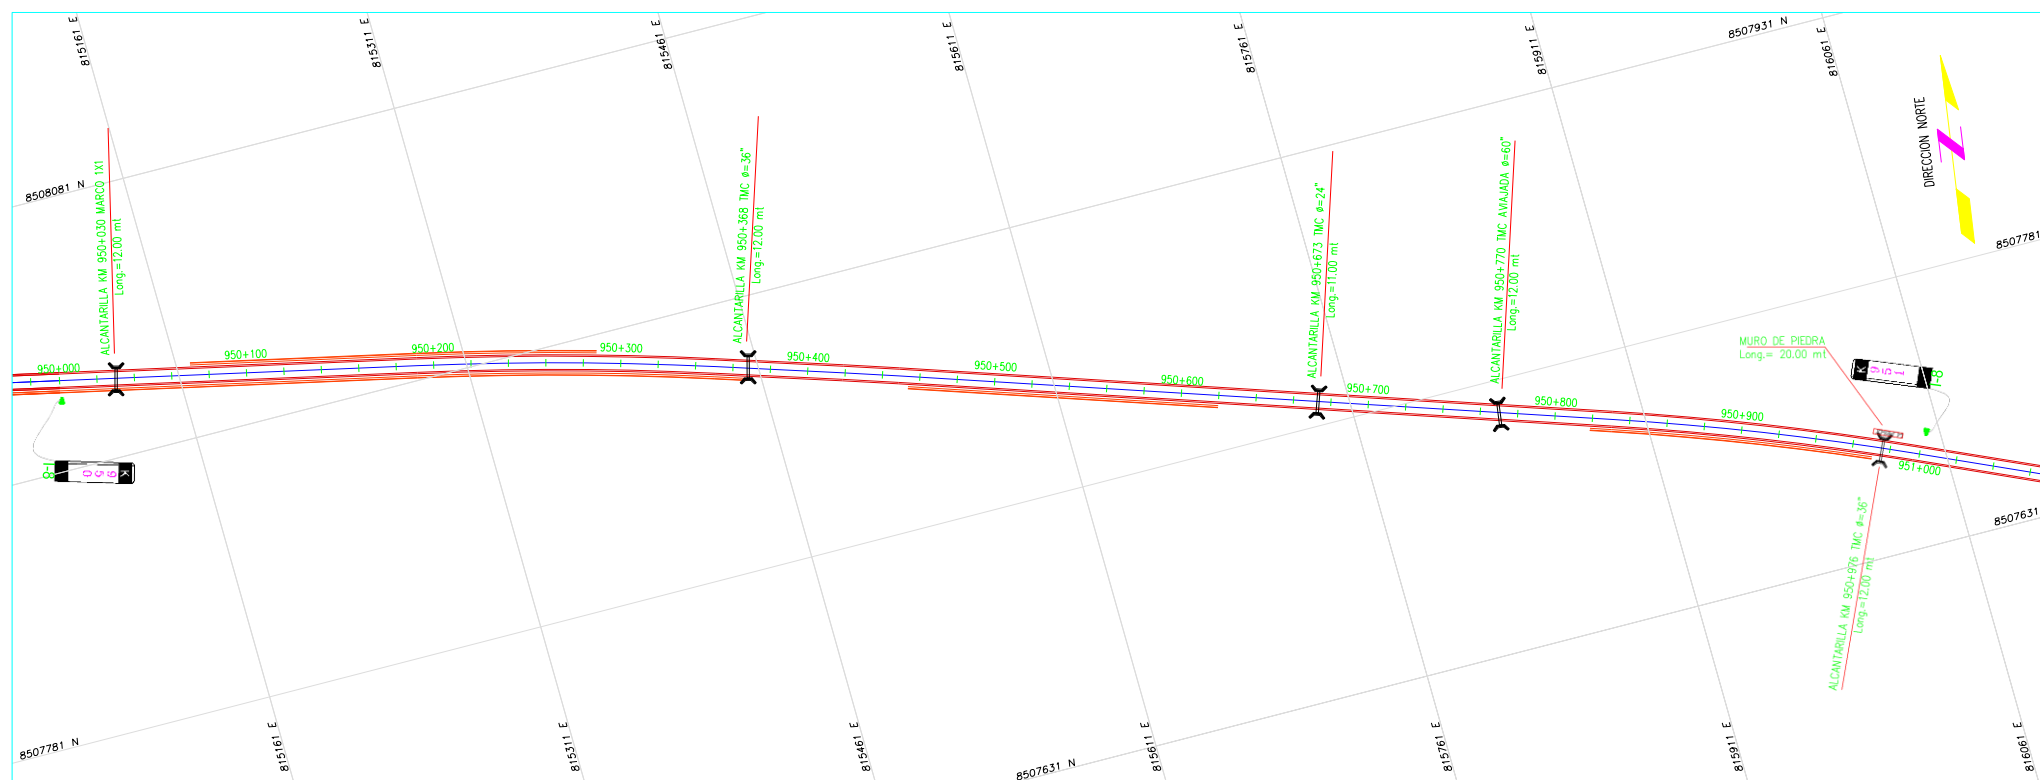 815161 E
815311 E
815461 E
815611 E
815761 E
815911 E
816061 E
8507931 N
DIRECCION NORTE
8508081 N
8507781
ALCANTARILLA KM 950+030 MARCO 1X1
Long.=12.00 mt
ALCANTARILLA KM 950+368 TMC ø=36"
Long.=12.00 mt
ALCANTARILLA KM 950+673 TMC ø=24"
Long.=11.00 mt
ALCANTARILLA KM 950+770 TMC AVIAJADA ø=60"
Long.=12.00 mt
MURO DE PIEDRA
Long.= 20.00 mt
K
951
I-8
950+000
950+100
950+200
950+300
950+400
950+500
950+600
950+700
950+800
950+900
951+000
I-8
950
K
ALCANTARILLA KM 950+976 TMC ø=36"
Long.=12.00 mt
8507631
8507781 N
8507631 N
815161 E
815311 E
815461 E
815611 E
815761 E
815911 E
816061 E